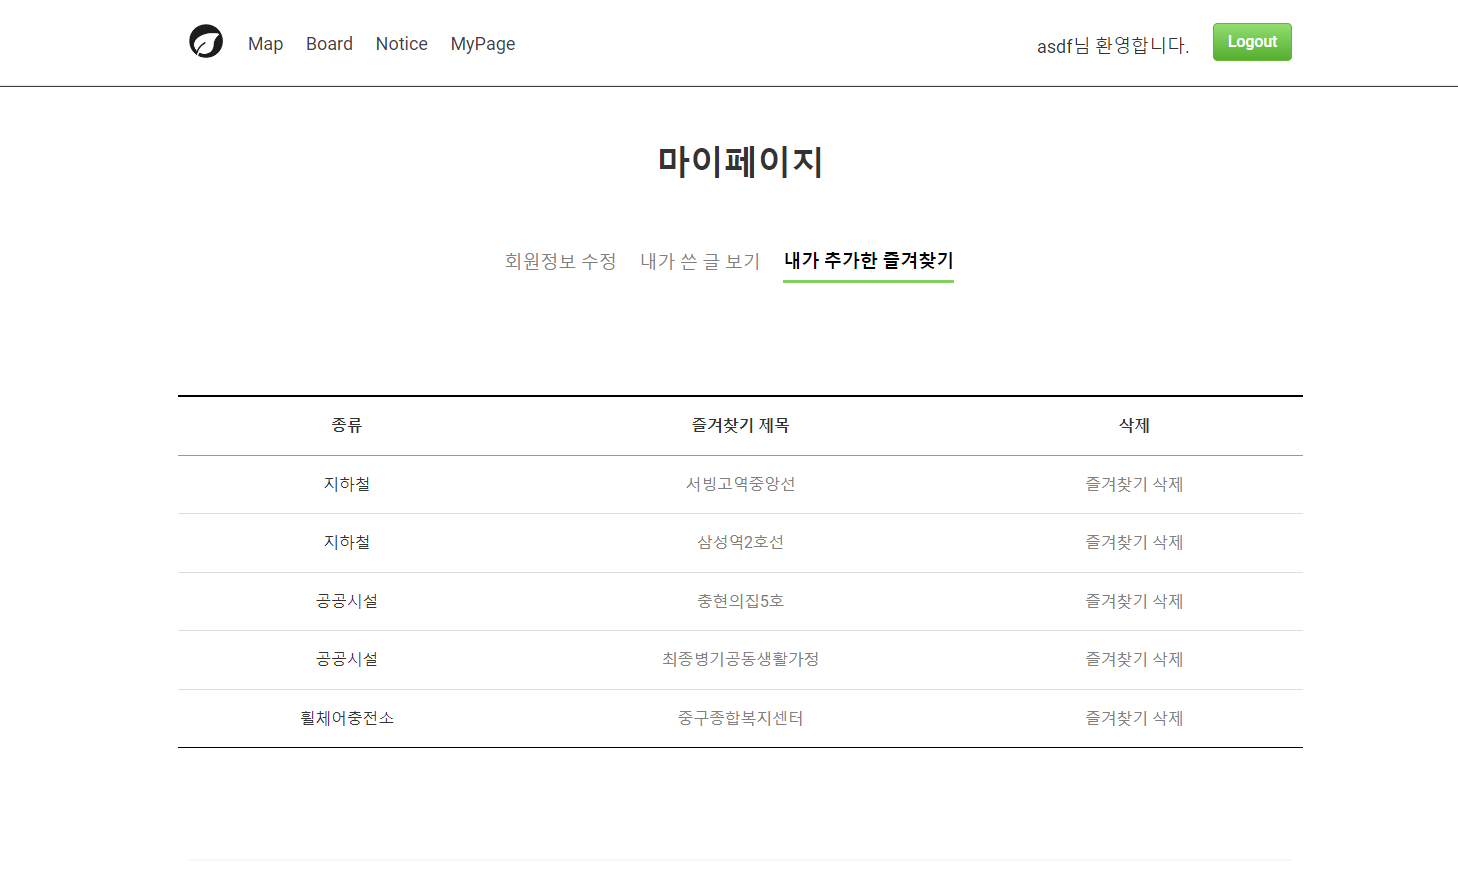 Map Board Notice MyPage asdf님 환영합니다. Logout
마이페이지
회원정보 수정 내가 쓴 글 보기 내가 추가한 즐겨찾기
종류 즐겨찾기 제목 삭제
지하철 서빙고역중앙선 즐겨찾기 삭제
지하철 삼성역2호선 즐겨찾기 삭제
공공시설 충현의집5호 즐겨찾기 삭제
공공시설 최종병기공동생활가정 즐겨찾기 삭제
휠체어충전소 중구종합복지센터 즐겨찾기 삭제